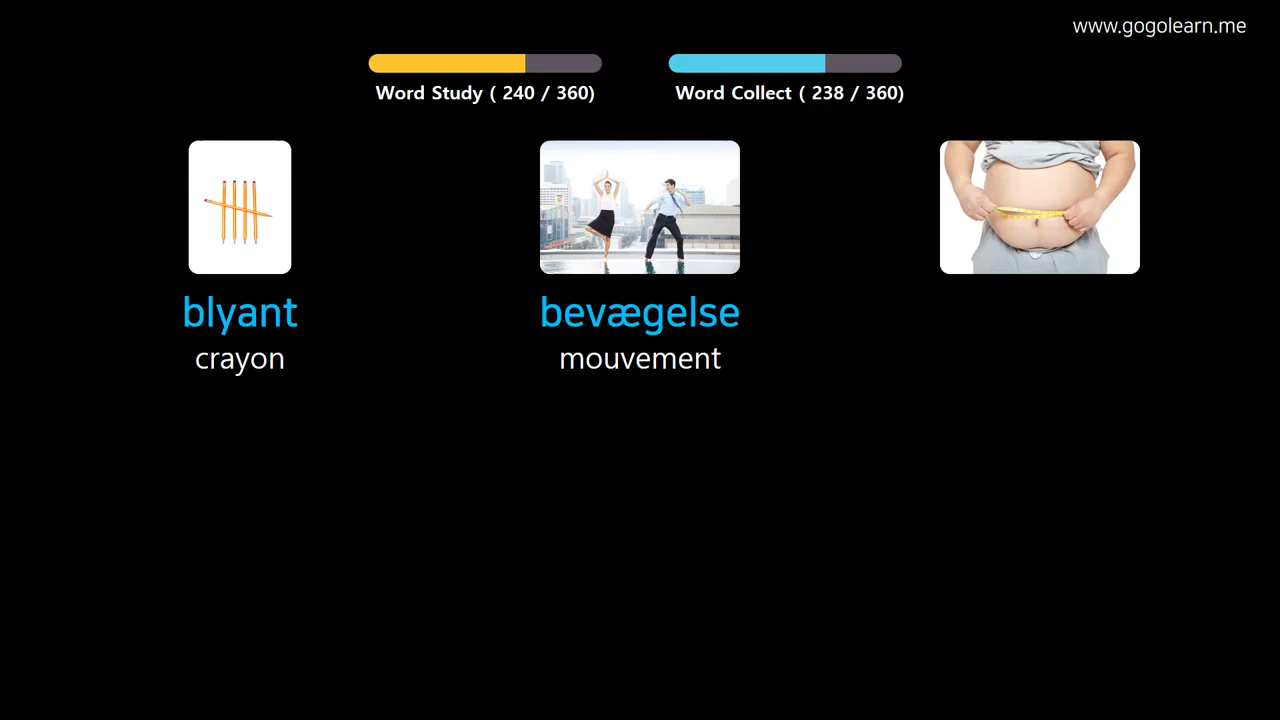 www.gogolearn.me
Word Study ( 240 / 360)
Word Collect ( 238 / 360)
blyant
crayon
bevægelse
mouvement